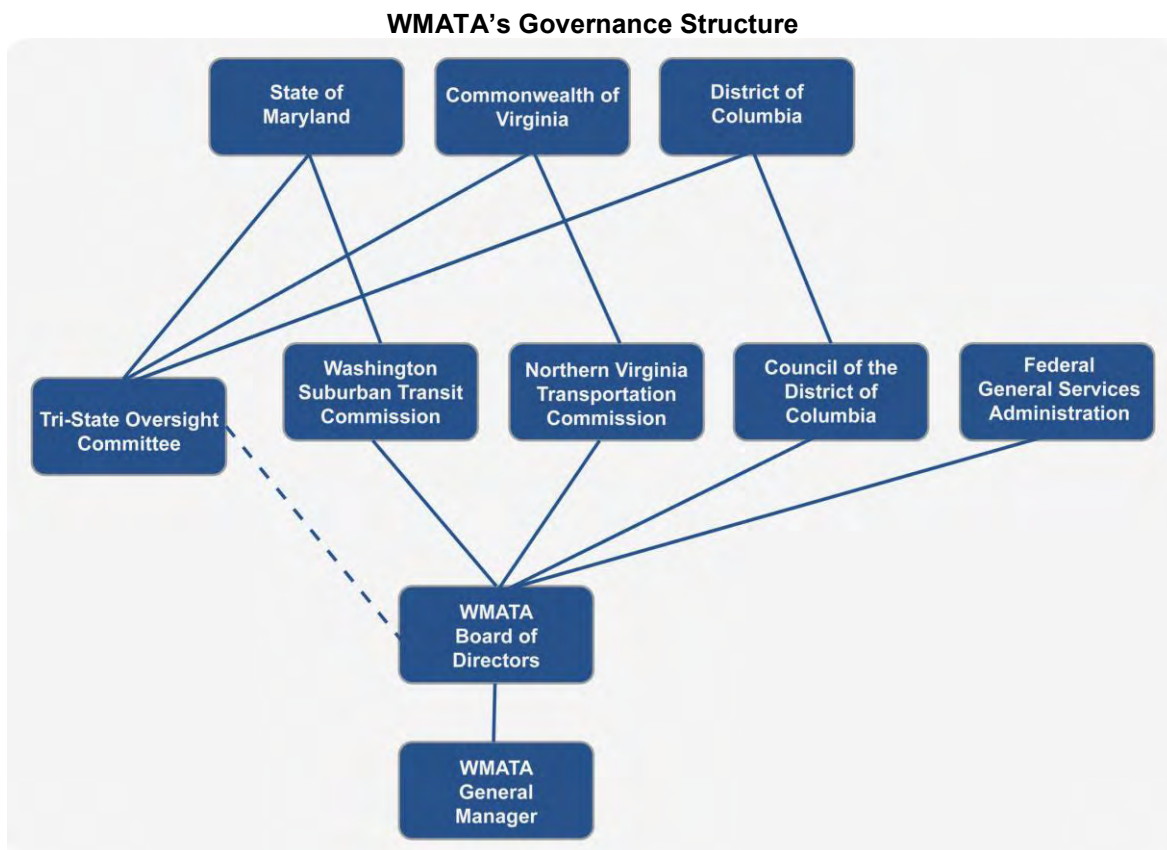 WMATA's Governance Structure
State of
Maryland
Commonwealth of
Virginia
District of
Columbia
Tri-State Oversight
Committee
Washington
Suburban Transit
Commission
Northern Virginia
Transportation
Commission
Council of the
District of
Columbia
Federal
General Services
Administration
WMATA
Board of
Directors
WMATA
General
Manager